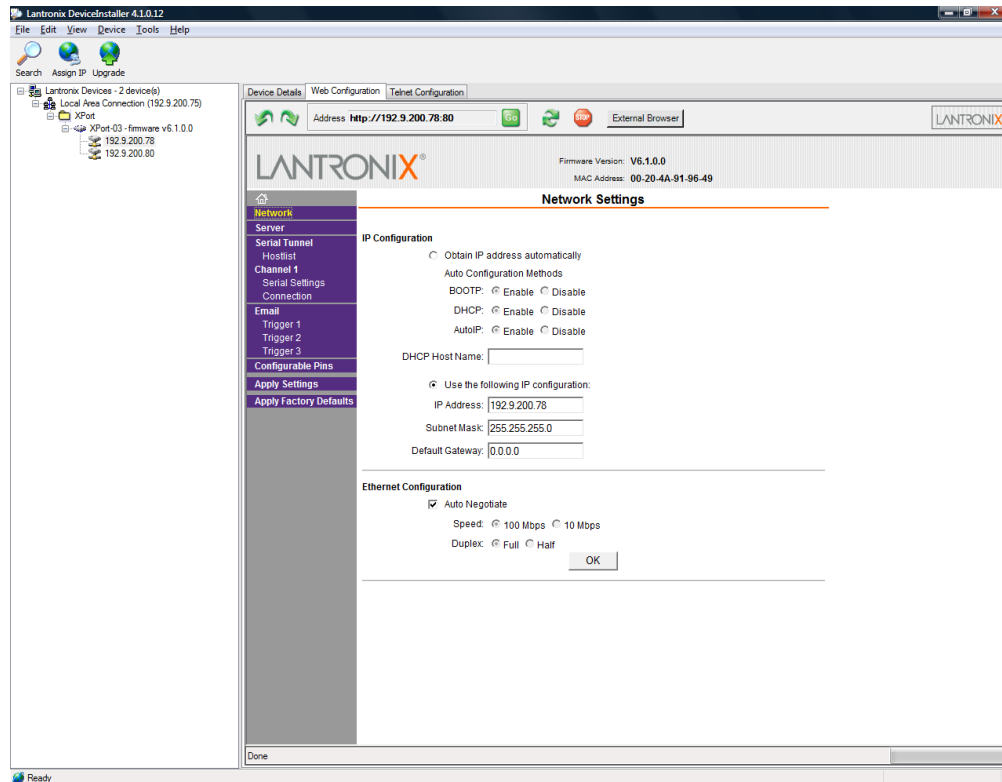 Lantronix DeviceInstaller 4.1.0.12
File Edit View Device Tools Help
Search Assign IP Upgrade
Lantronix Devices - 2 device(s)
Local Area Connection (192.9.200.75)
XPort
XPort-03 - firmware v6.1.0.0
192.9.200.78
192.9.200.80
Device Details Web Configuration Telnet Configuration
Address http://192.9.200.78:80 Go STOP External Browser LANTRONIX
LANTRONIX®
Firmware Version: V6.1.0.0
MAC Address: 00-20-4A-91-96-49
Network
Server
Serial Tunnel
Hostlist
Channel 1
Serial Settings
Connection
Email
Trigger 1
Trigger 2
Trigger 3
Configurable Pins
Apply Settings
Apply Factory Defaults
Network Settings
IP Configuration
Obtain IP address automatically
Auto Configuration Methods
BOOTP: Enable Disable
DHCP: Enable Disable
AutoIP: Enable Disable
DHCP Host Name:
Use the following IP configuration:
IP Address: 192.9.200.78
Subnet Mask: 255.255.255.0
Default Gateway: 0.0.0.0
Ethernet Configuration
Auto Negotiate
Speed: 100 Mbps 10 Mbps
Duplex: Full Half
OK
Done
Ready